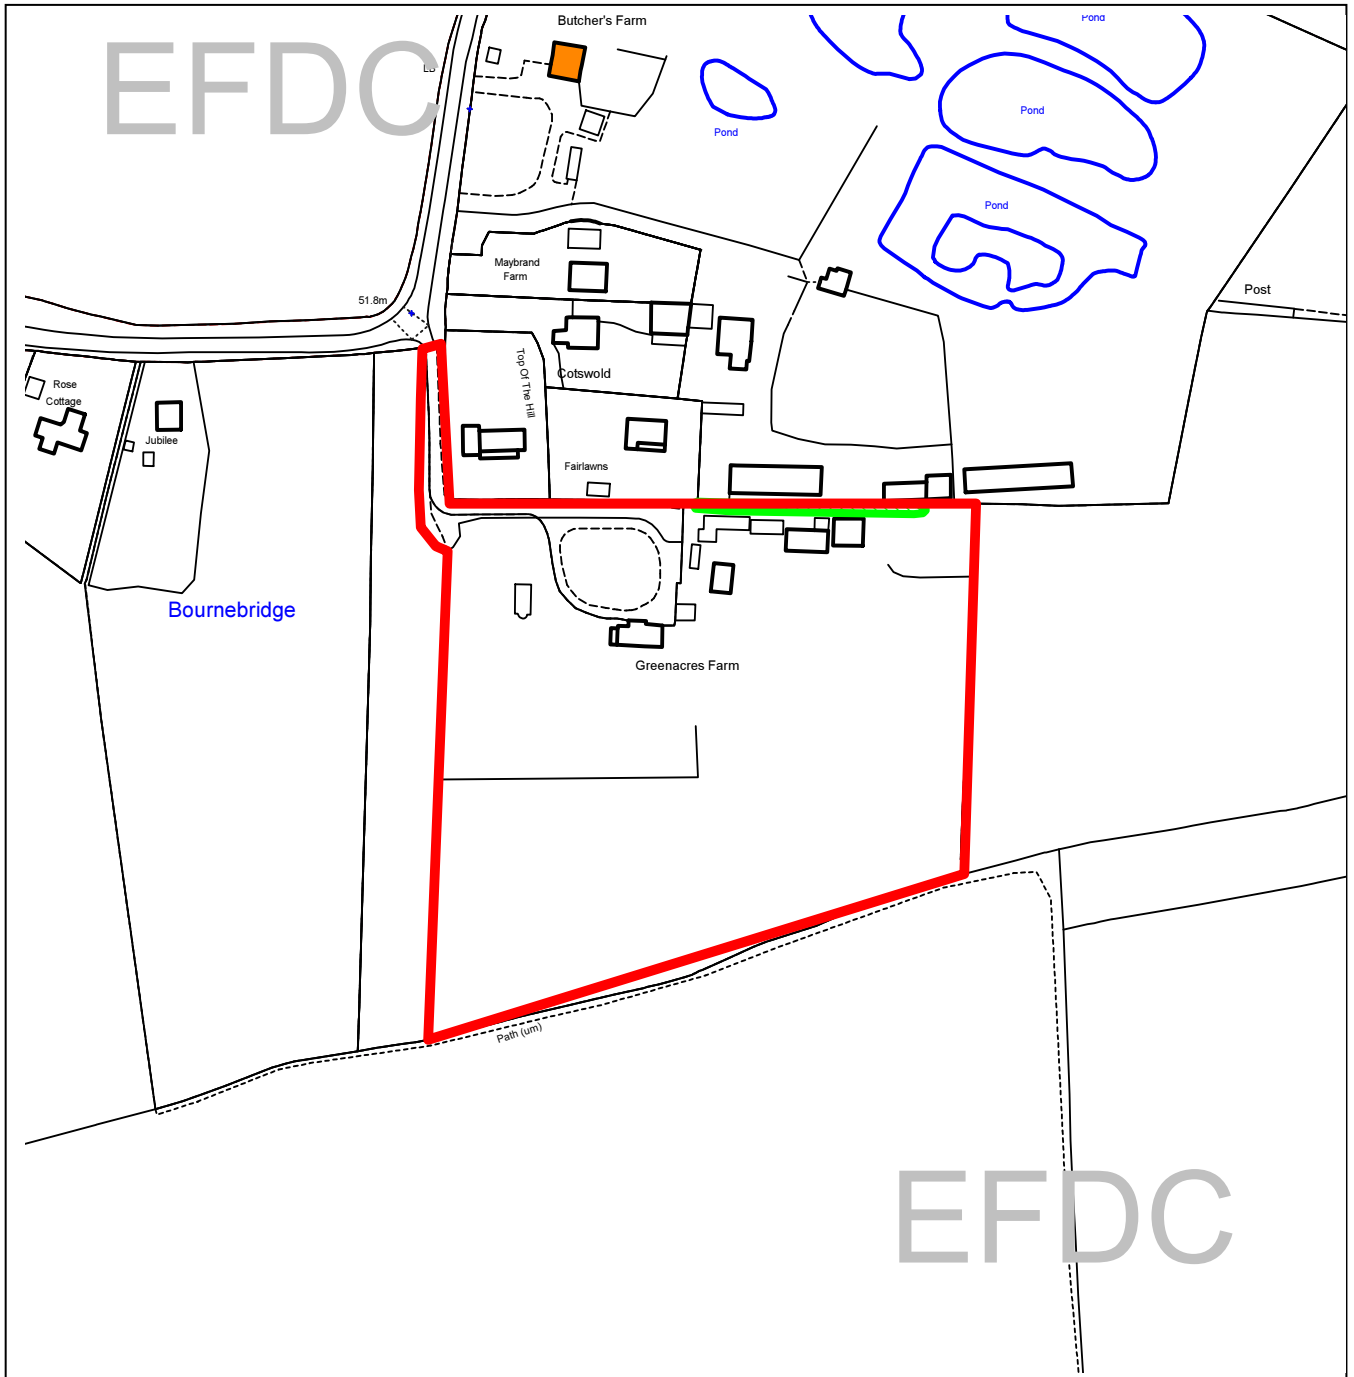 Butcher's Farm
Pond
EFDC
LB
Pond
Pond
Pond
Maybrand
Farm
Post
51.8m
Top Of The Hill
Cotswold
Rose
Cottage
Jubilee
Fairlawns
Bournebridge
Greenacres Farm
Path (um)
EFDC